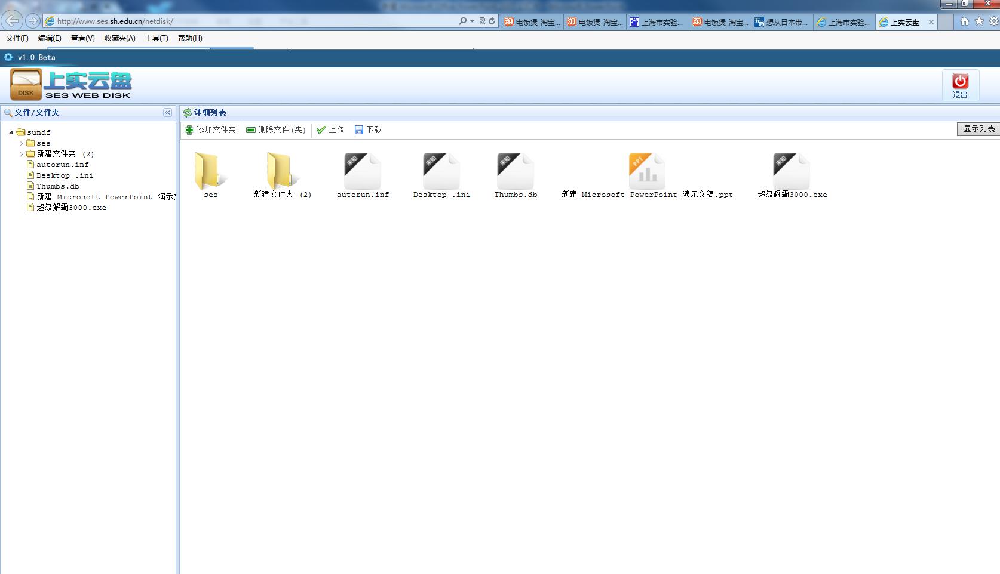 http://www.ses.sh.edu.cn/netdisk/
电饭煲_淘宝...
电饭煲_淘宝...
上海市实验...
电饭煲_淘宝...
想从日本带...
上海市实验...
上实云盘
文件(F) 编辑(E) 查看(V) 收藏夹(A) 工具(T) 帮助(H)
v1.0 Beta
DISK
上实云盘
SES WEB DISK
退出
文件/文件夹
详细列表
添加文件夹 删除文件(夹) 上传 下载
显示列表
sundf
ses
新建文件夹 (2)
autorun.inf
Desktop_.ini
Thumbs.db
新建 Microsoft PowerPoint 演示
超级解霸3000.exe
未知
未知
未知
PPT
未知
ses
新建文件夹 (2)
autorun.inf
Desktop_.ini
Thumbs.db
新建 Microsoft PowerPoint 演示文稿.ppt
超级解霸3000.exe